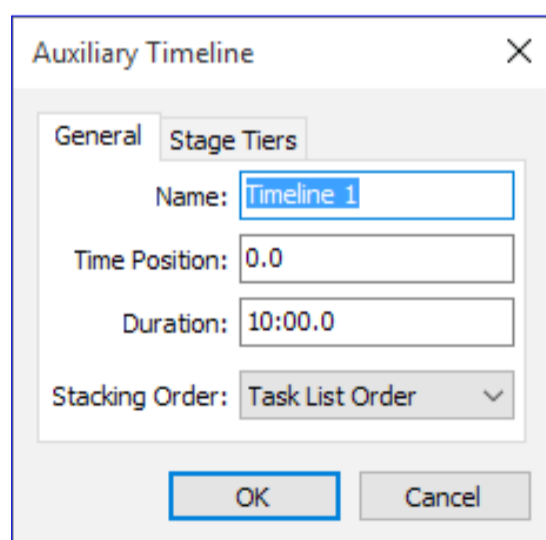 Auxiliary Timeline
General Stage Tiers
Name: Timeline 1
Time Position: 0.0
Duration: 10:00.0
Stacking Order: Task List Order
OK Cancel